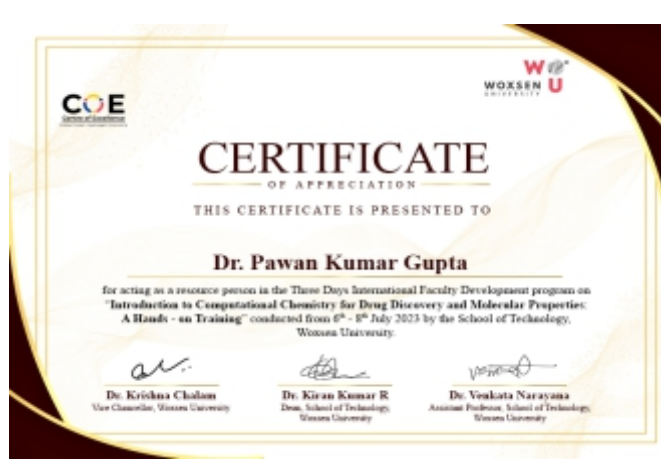 COE
Centre of Excellence
WOXSEN
UNIVERSITY
W
U
CERTIFICATE
OF APPRECIATION
THIS CERTIFICATE IS PRESENTED TO
Dr. Pawan Kumar Gupta
for acting as a resource person in the Three Days International Faculty Development program on
"Introduction to Computational Chemistry for Drug Discovery and Molecular Properties:
A Hands - on Training" conducted from 6th - 8th July 2023 by the School of Technology,
Woxsen University.
Dr. Krishna Chalam
Vice Chancellor, Woxsen University
Dr. Kiran Kumar R
Dean, School of Technology,
Woxsen University
Dr. Venkata Narayana
Assistant Professor, School of Technology,
Woxsen University